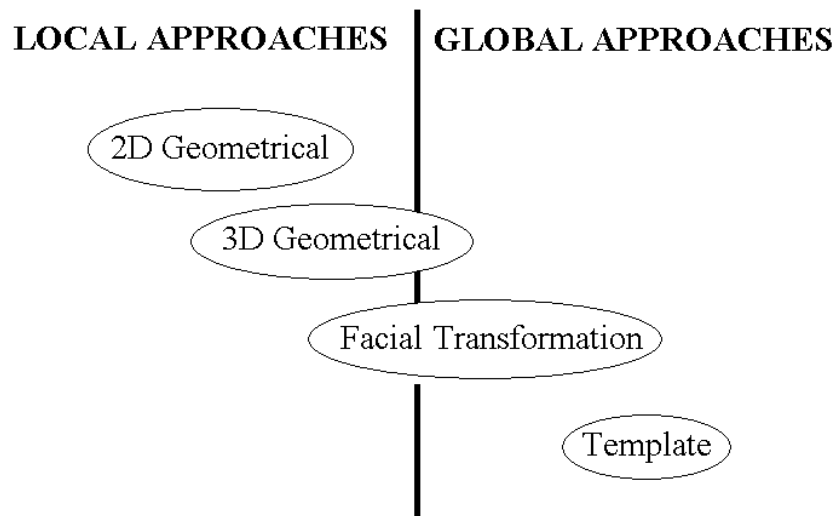 LOCAL APPROACHES
GLOBAL APPROACHES
2D Geometrical
3D Geometrical
Facial Transformation
Template